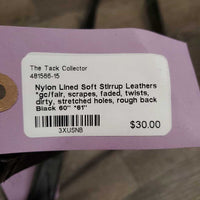 The Tack Collector
481586-15
Nylon Lined Soft Stirrup Leathers
*gc/fair, scrapes, faded, twists,
dirty, stretched holes, rough back
Black 60" *61"
3XUSNB
$30.00